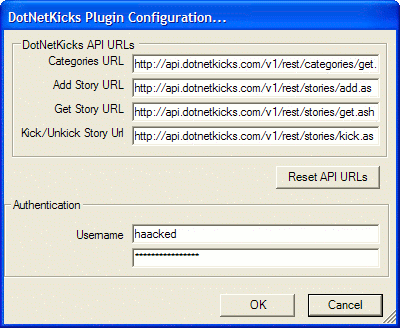 DotNetKicks Plugin Configuration...
DotNetKicks API URLs
Categories URL http://api.dotnetkicks.com/v1/rest/categories/get.
Add Story URL http://api.dotnetkicks.com/v1/rest/stories/add.as
Get Story URL http://api.dotnetkicks.com/v1/rest/stories/get.ash
Kick/Unkick Story Url http://api.dotnetkicks.com/v1/rest/stories/kick.as
Reset API URLs
Authentication
Username haacked
****************
OK Cancel